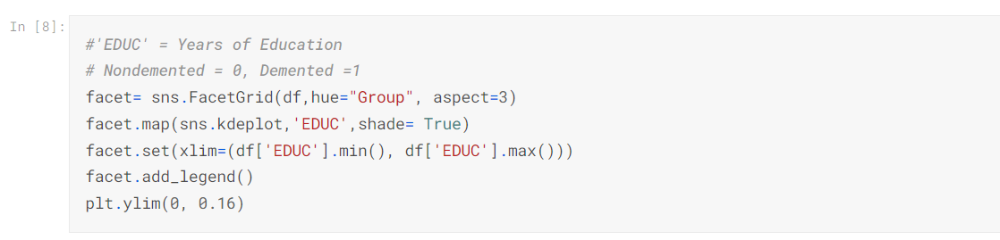 In [8]:
#'EDUC' = Years of Education
# Nondemented = 0, Demented =1
facet= sns.FacetGrid(df,hue="Group", aspect=3)
facet.map(sns.kdeplot,'EDUC',shade= True)
facet.set(xlim=(df['EDUC'].min(), df['EDUC'].max()))
facet.add_legend()
plt.ylim(0, 0.16)